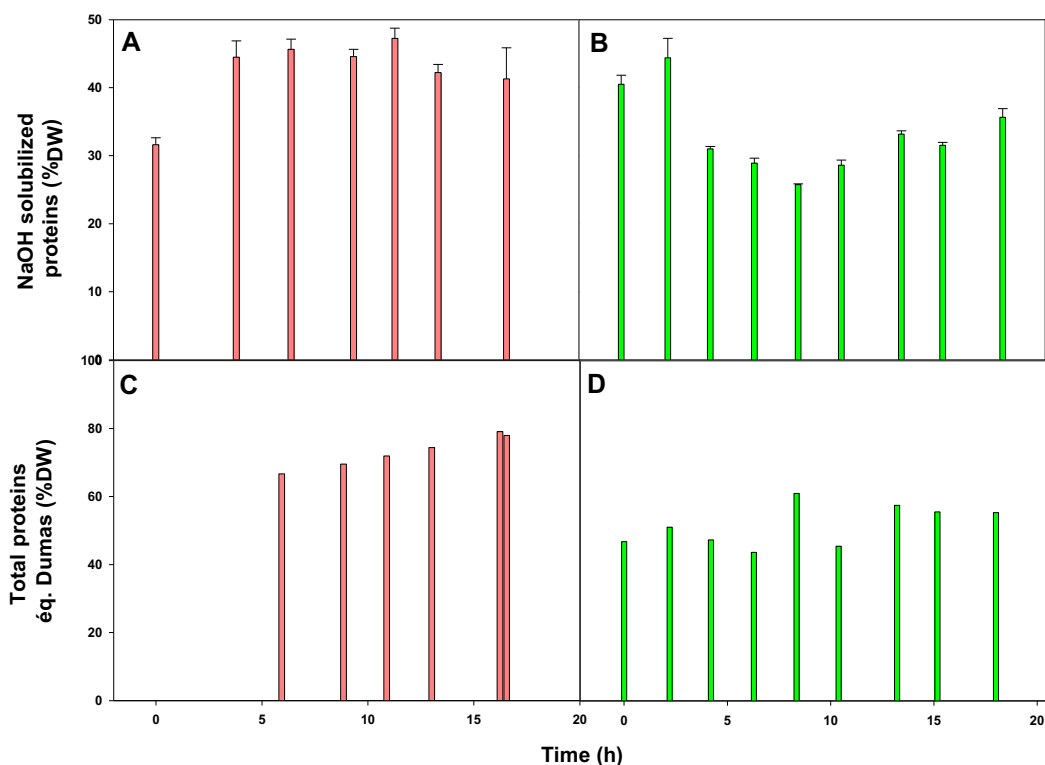 50
A
B
40
30
20
10
NaOH solubilized
proteins (%DW)
0
100
C
D
80
60
40
20
0
Total proteins
éq. Dumas (%DW)
0 5 10 15 20 0 5 10 15 20
Time (h)